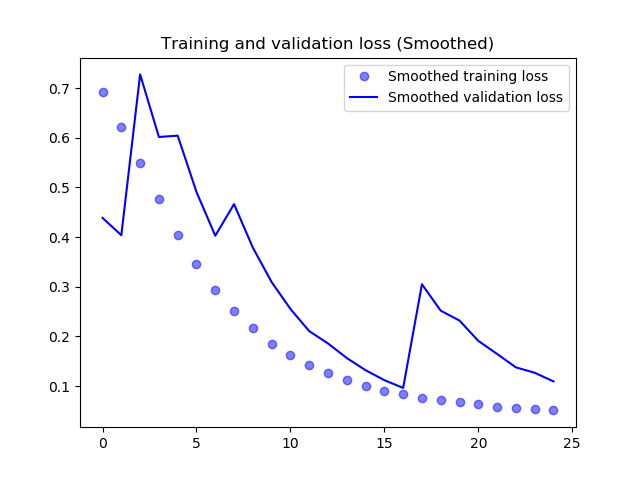 Training and validation loss (Smoothed)
Smoothed training loss
Smoothed validation loss
0.7
0.6
0.5
0.4
0.3
0.2
0.1
0 5 10 15 20 25